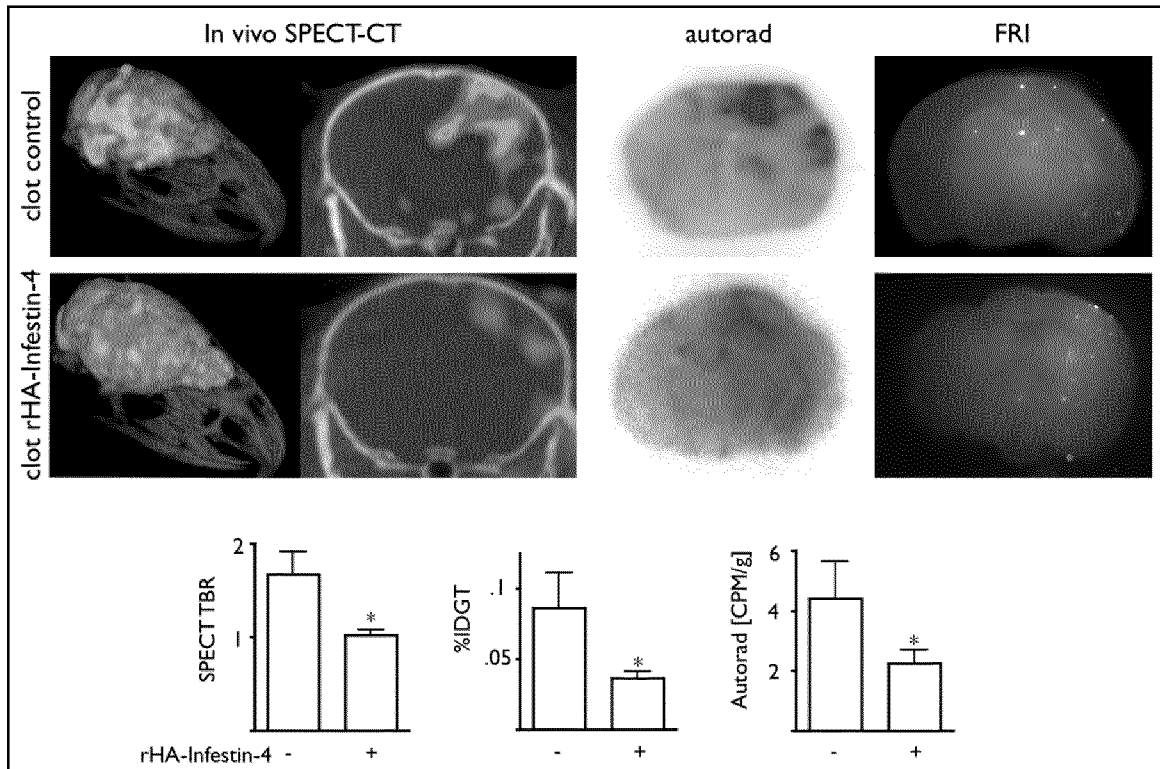 In vivo SPECT-CT autorad FRI
clot control
clot rHA-Infestin-4
SPECT TBR
2
1
*
%IDGT
.1
.05
*
Autorad [CPM/g]
6
4
2
*
rHA-Infestin-4 - + - + - +